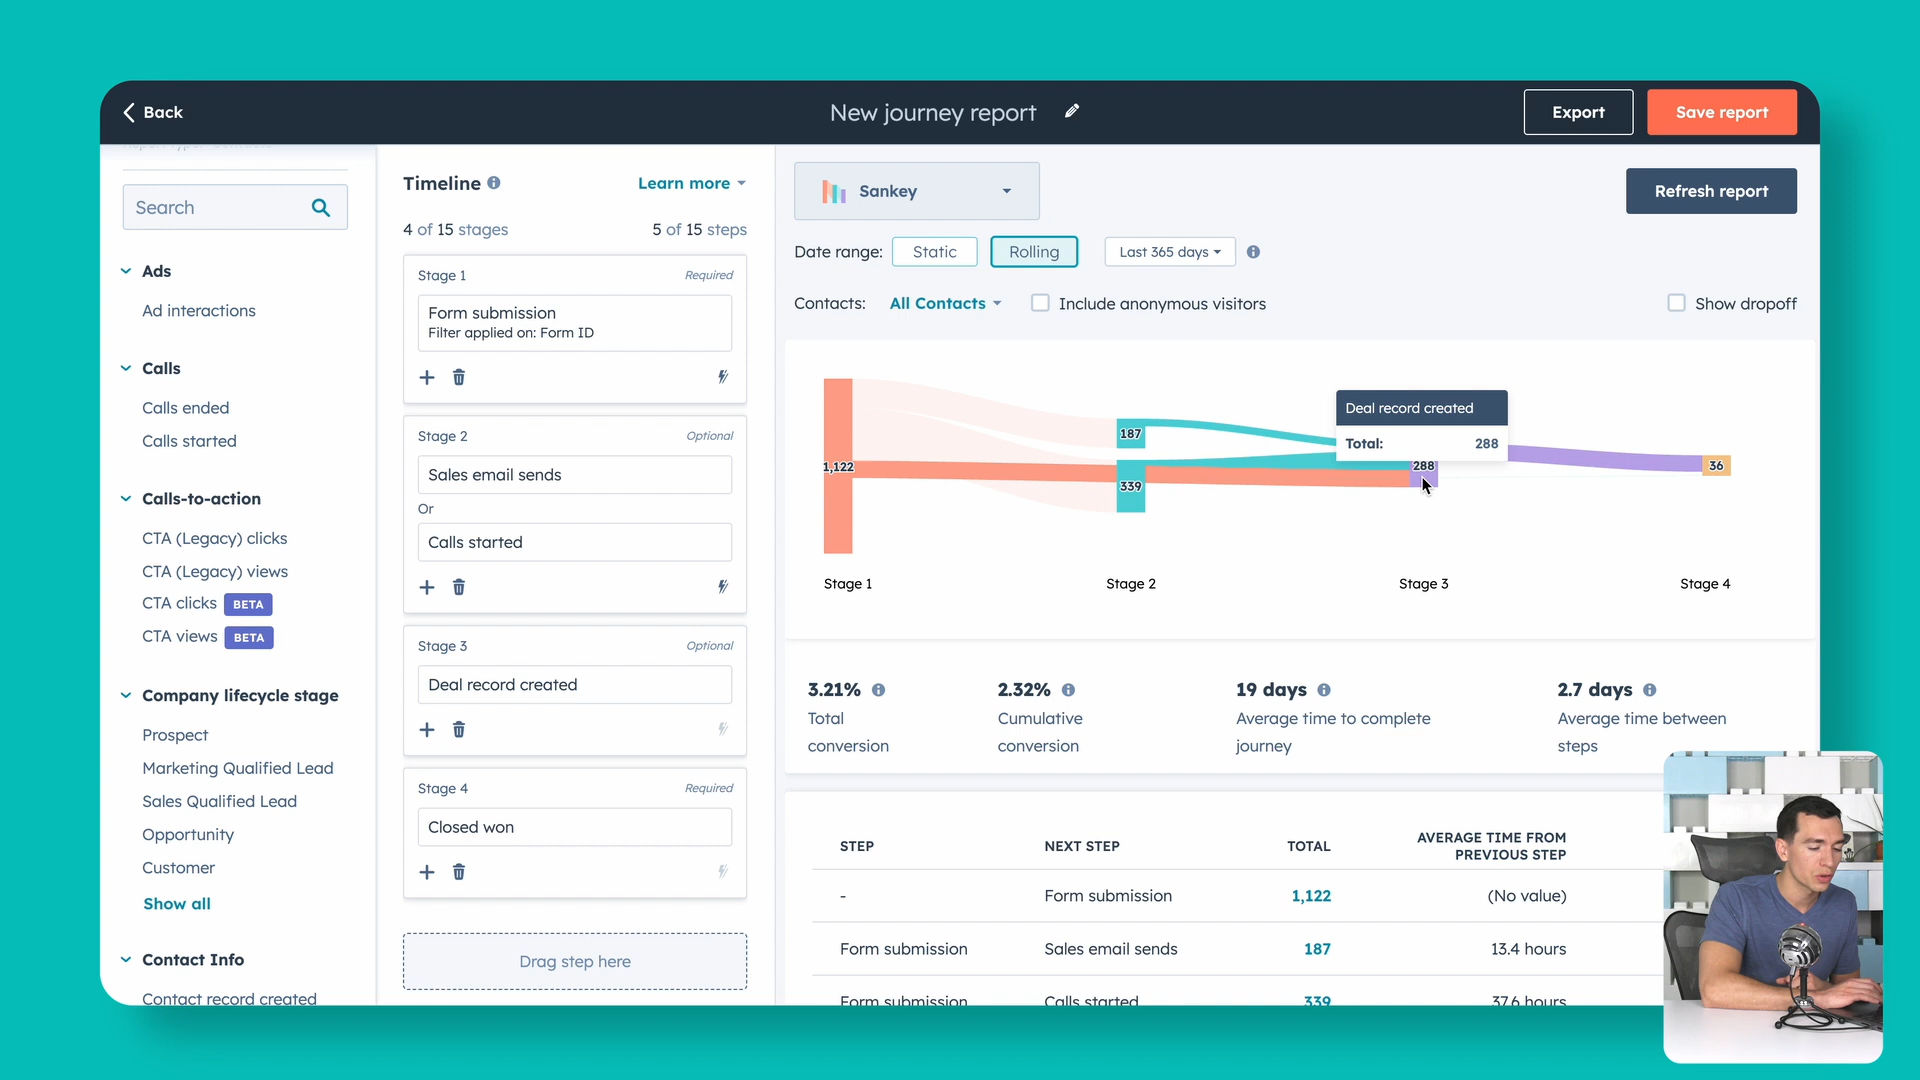 Back
New journey report
Export
Save report
Search
Ads
Ad interactions
Calls
Calls ended
Calls started
Calls-to-action
CTA (Legacy) clicks
CTA (Legacy) views
CTA clicks BETA
CTA views BETA
Company lifecycle stage
Prospect
Marketing Qualified Lead
Sales Qualified Lead
Opportunity
Customer
Show all
Contact Info
Contact record created
Timeline
Learn more
4 of 15 stages
5 of 15 steps
Stage 1
Required
Form submission
Filter applied on: Form ID
Stage 2
Optional
Sales email sends
Or
Calls started
Stage 3
Optional
Deal record created
Stage 4
Required
Closed won
Drag step here
Sankey
Refresh report
Date range: Static Rolling Last 365 days
Contacts: All Contacts Include anonymous visitors Show dropoff
1,122
187
339
Deal record created
Total: 288
288
36
Stage 1
Stage 2
Stage 3
Stage 4
3.21%
Total
conversion
2.32%
Cumulative
conversion
19 days
Average time to complete
journey
2.7 days
Average time between
steps
STEP
NEXT STEP
TOTAL
AVERAGE TIME FROM
PREVIOUS STEP
- Form submission 1,122 (No value)
Form submission Sales email sends 187 13.4 hours
Form submission Calls started 339 37.6 hours